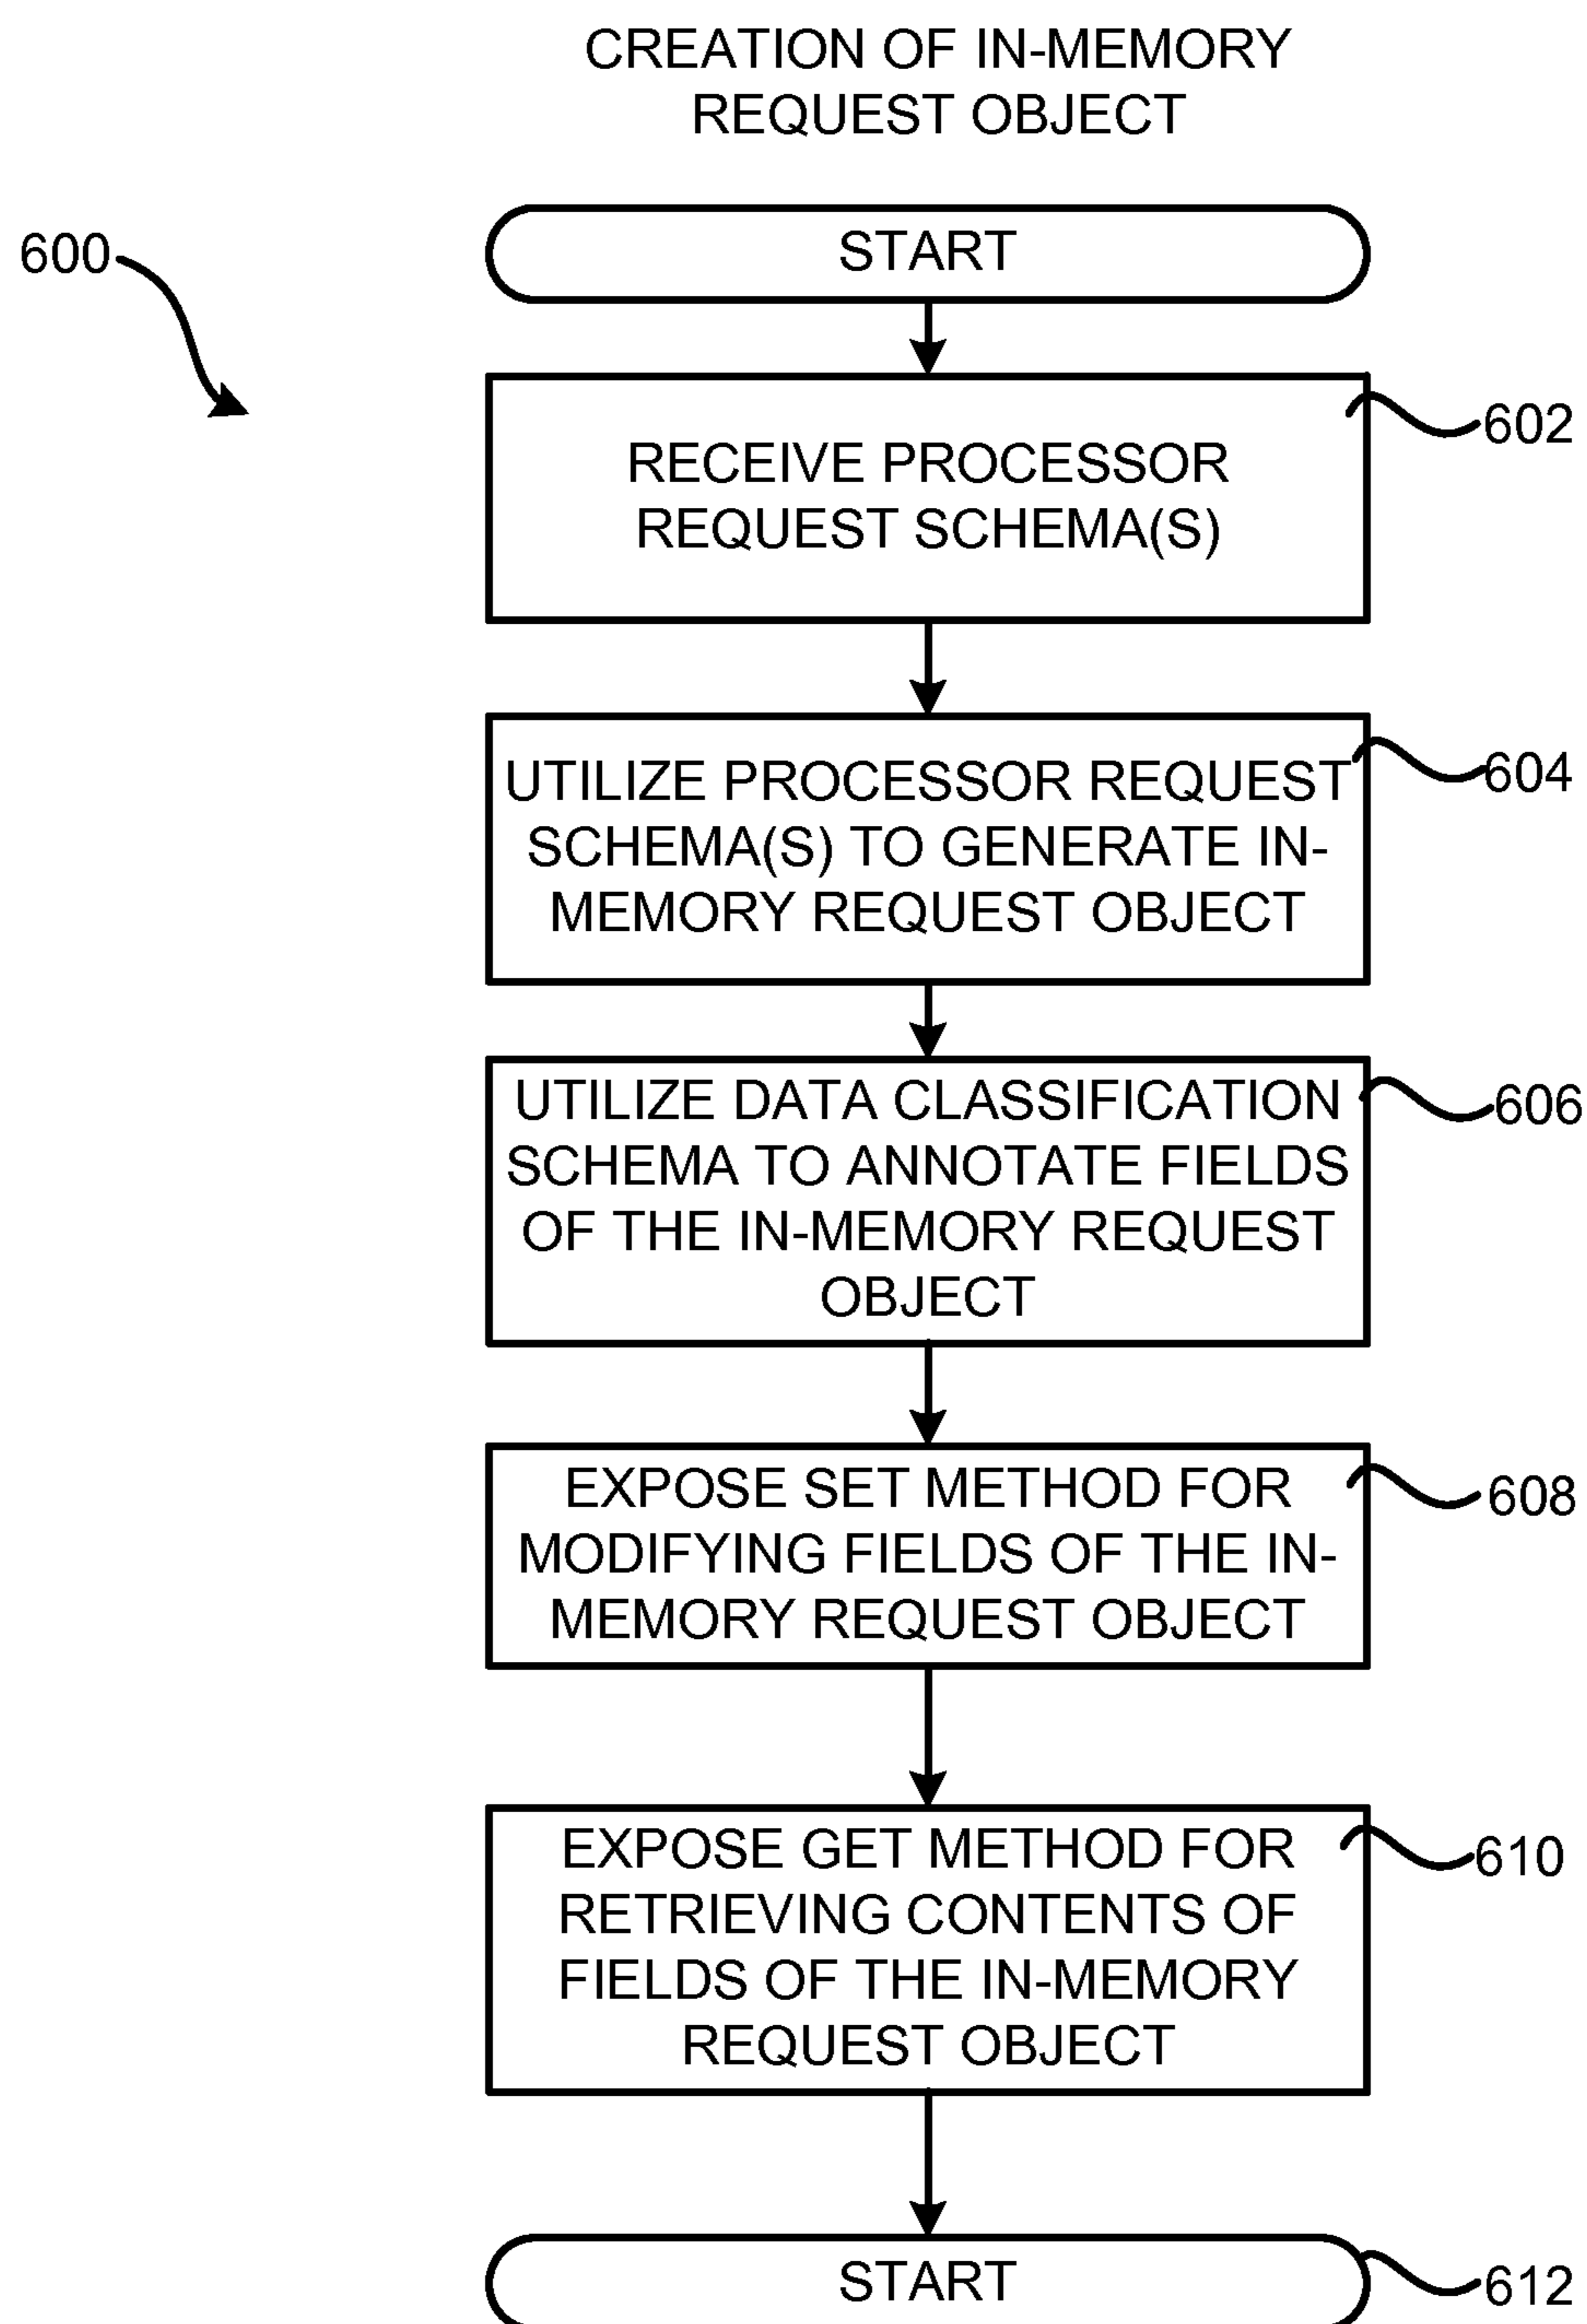 CREATION OF IN-MEMORY
REQUEST OBJECT
START
600
602
RECEIVE PROCESSOR
REQUEST SCHEMA(S)
604
UTILIZE PROCESSOR REQUEST
SCHEMA(S) TO GENERATE IN-
MEMORY REQUEST OBJECT
606
UTILIZE DATA CLASSIFICATION
SCHEMA TO ANNOTATE FIELDS
OF THE IN-MEMORY REQUEST
OBJECT
608
EXPOSE SET METHOD FOR
MODIFYING FIELDS OF THE IN-
MEMORY REQUEST OBJECT
610
EXPOSE GET METHOD FOR
RETRIEVING CONTENTS OF
FIELDS OF THE IN-MEMORY
REQUEST OBJECT
START
612